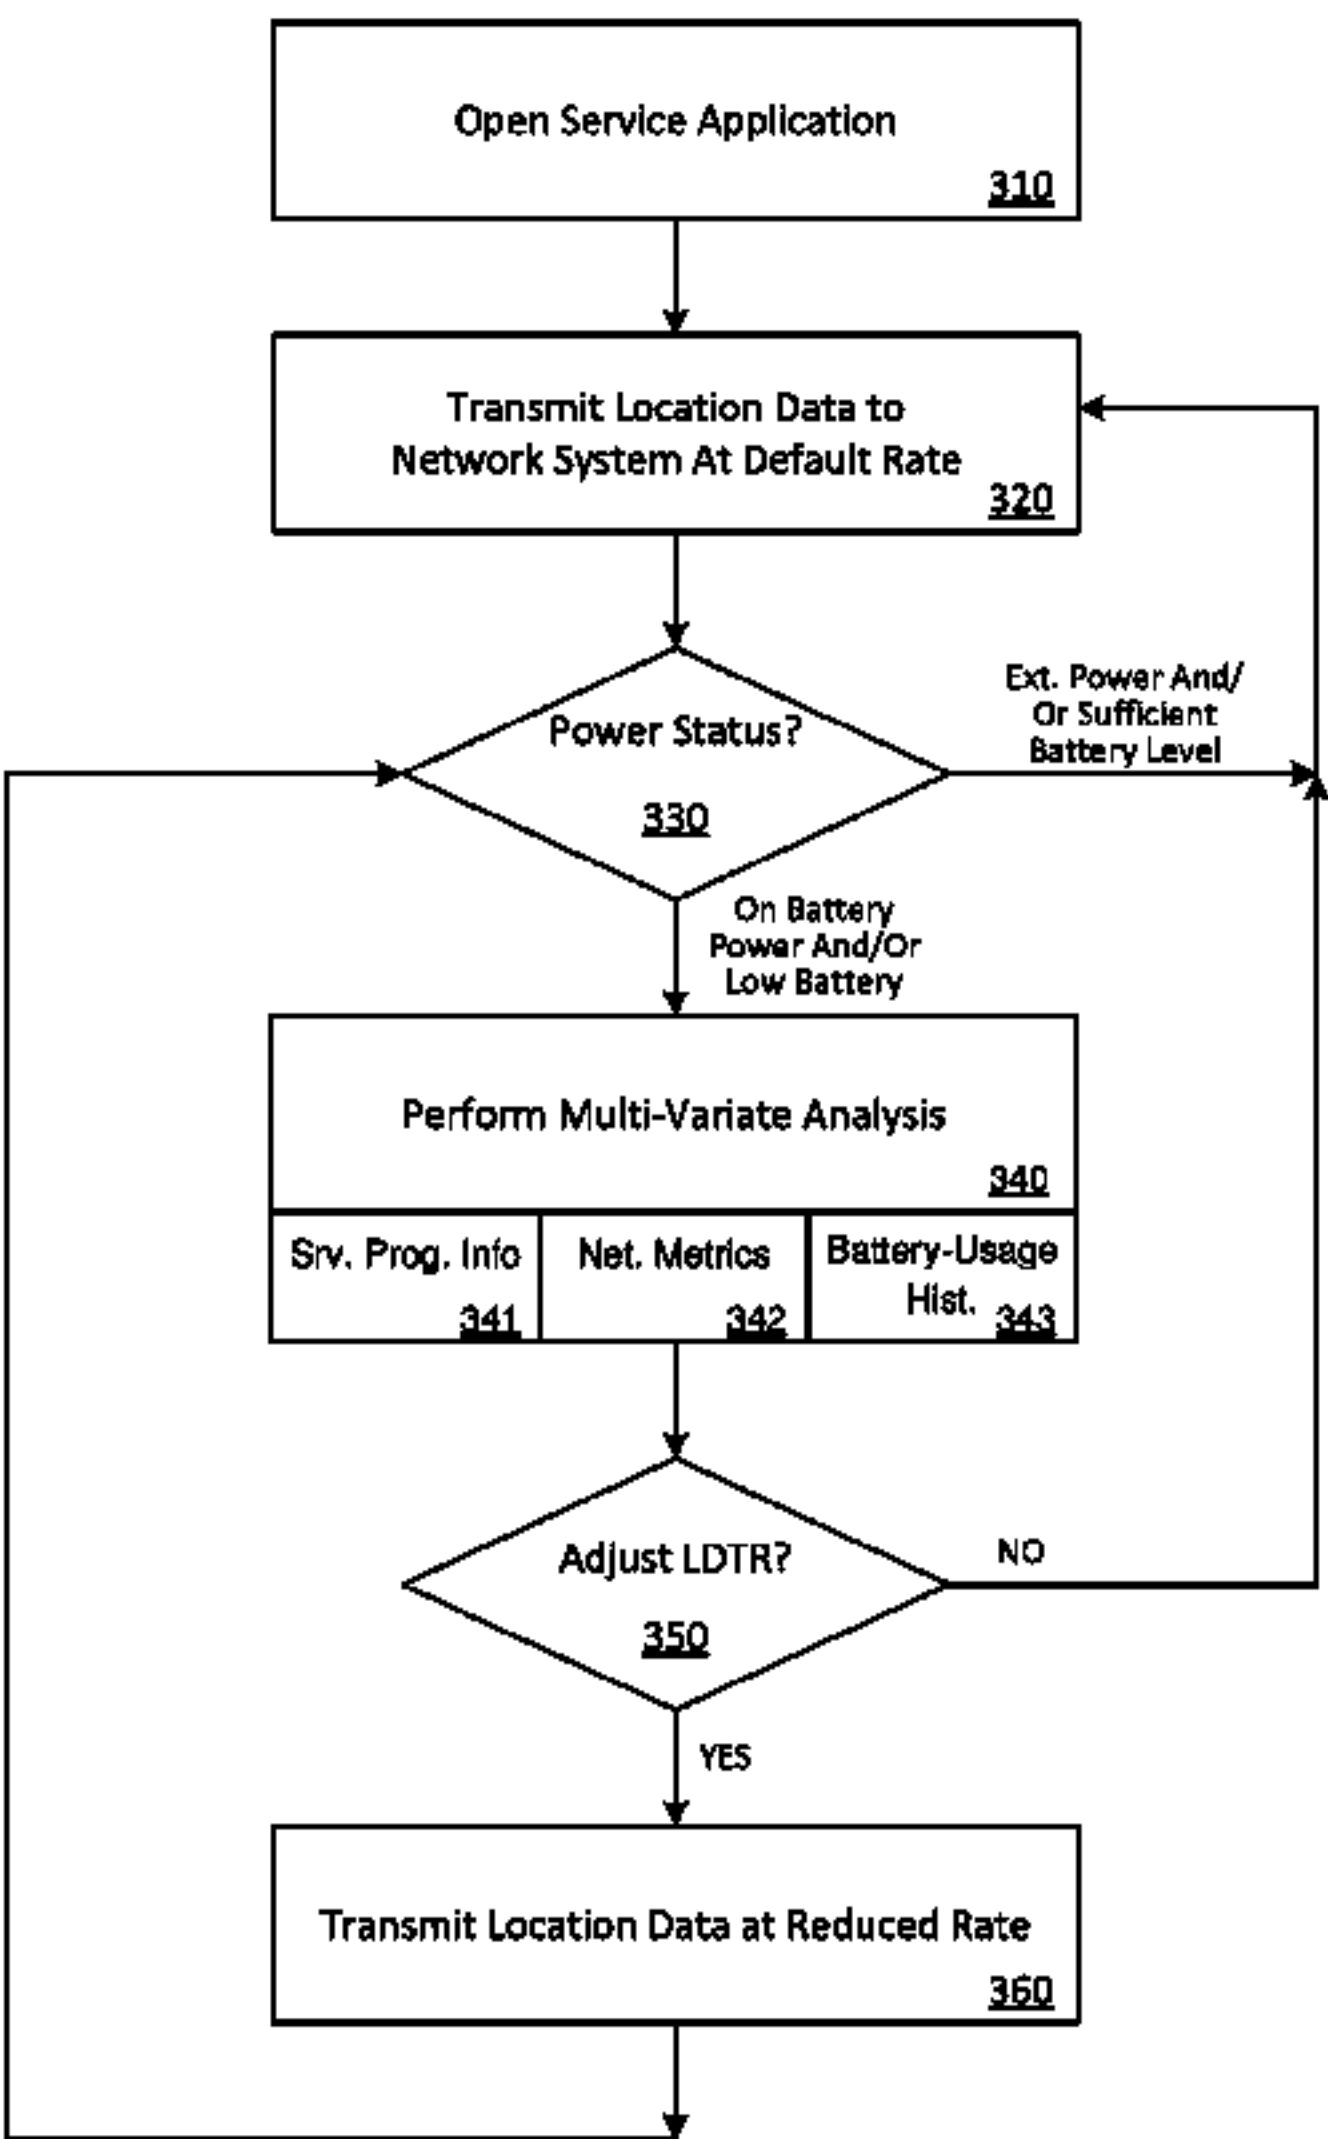 Open Service Application
310
Transmit Location Data to
Network System At Default Rate
320
Power Status?
330
Ext. Power And/
Or Sufficient
Battery Level
On Battery
Power And/Or
Low Battery
Perform Multi-Variate Analysis
340
Srv. Prog. Info
341
Net. Metrics
342
Battery-Usage
Hist.
343
Adjust LDTR?
350
NO
YES
Transmit Location Data at Reduced Rate
360